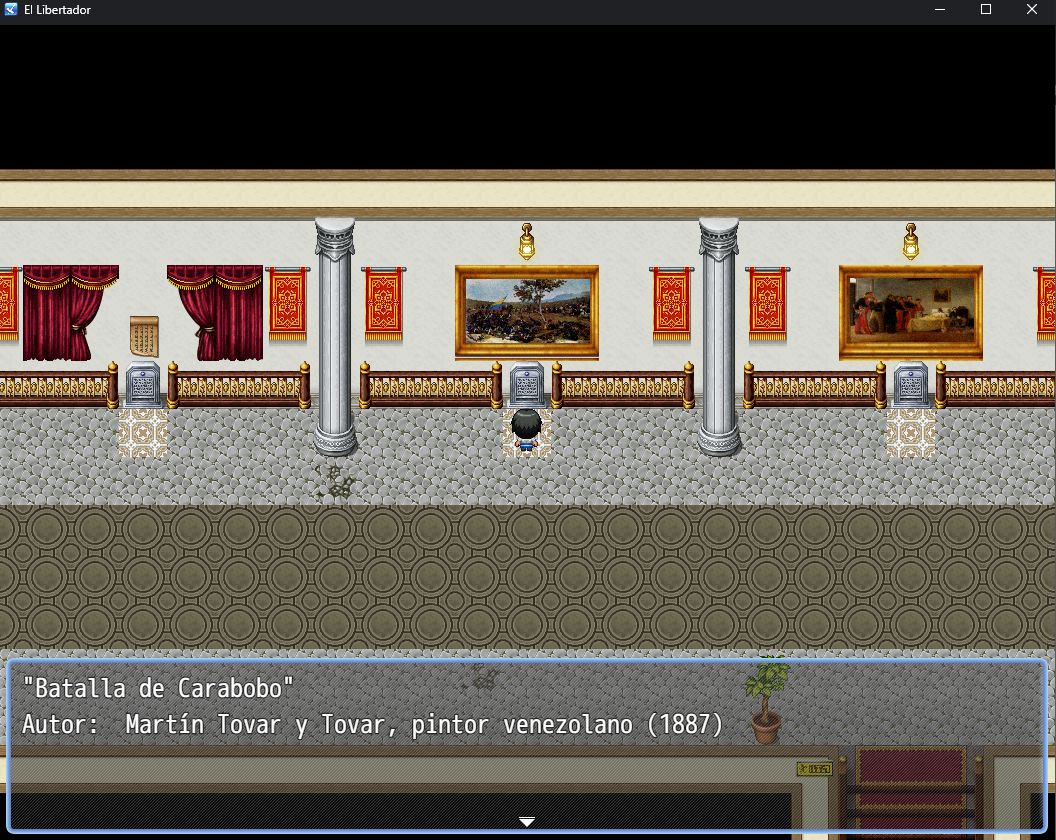 El Libertador
"Batalla de Carabobo"
Autor:  Martín Tovar y Tovar, pintor venezolano (1887)